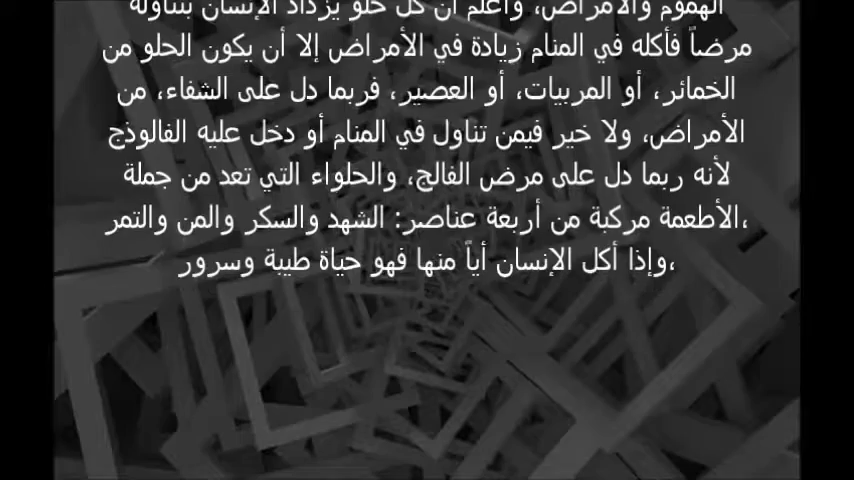 الهموم والأمراض، واعلم أن كل حلو يزداد الإنسان بتناوله
مرضاً فأكله في المنام زيادة في الأمراض إلا أن يكون الحلو من
الخمائر، أو المربيات، أو العصير، فربما دل على الشفاء، من
الأمراض، ولا خير فيمن تناول في المنام أو دخل عليه الفالوذج
لأنه ربما دل على مرض الفالج، والحلواء التي تعد من جملة
،الأطعمة مركبة من أربعة عناصر: الشهد والسكر والمن والتمر
،وإذا أكل الإنسان أياّ منها فهو حياة طيبة وسرور